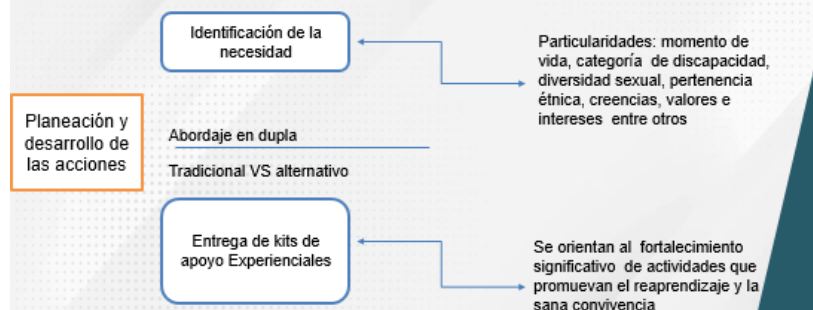 Identificación de la
necesidad
Particularidades: momento de
vida, categoría de discapacidad,
diversidad sexual, pertenencia
étnica, creencias, valores e
intereses entre otros
Planeación y
desarrollo de
las acciones
Abordaje en dupla
Tradicional VS alternativo
Entrega de kits de
apoyo Experienciales
Se orientan al fortalecimiento
significativo de actividades que
promuevan el reaprendizaje y la
sana convivencia